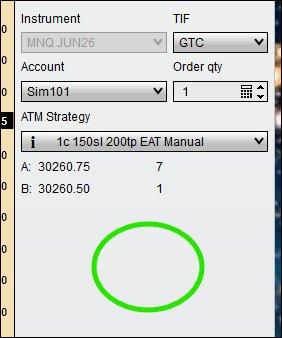 Instrument TIF
MNQ JUN26 GTC
Account Order qty
5 Sim101 1
ATM Strategy
i 1c 150sl 200tp EAT Manual
A: 30260.75 7
B: 30260.50 1